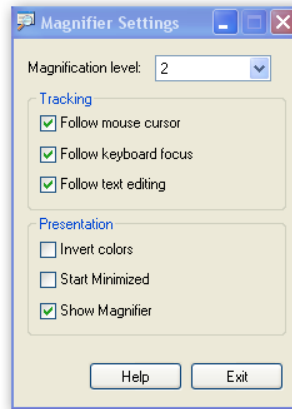 Magnifier Settings
Magnification level: 2
Tracking
Follow mouse cursor
Follow keyboard focus
Follow text editing
Presentation
Invert colors
Start Minimized
Show Magnifier
Help Exit